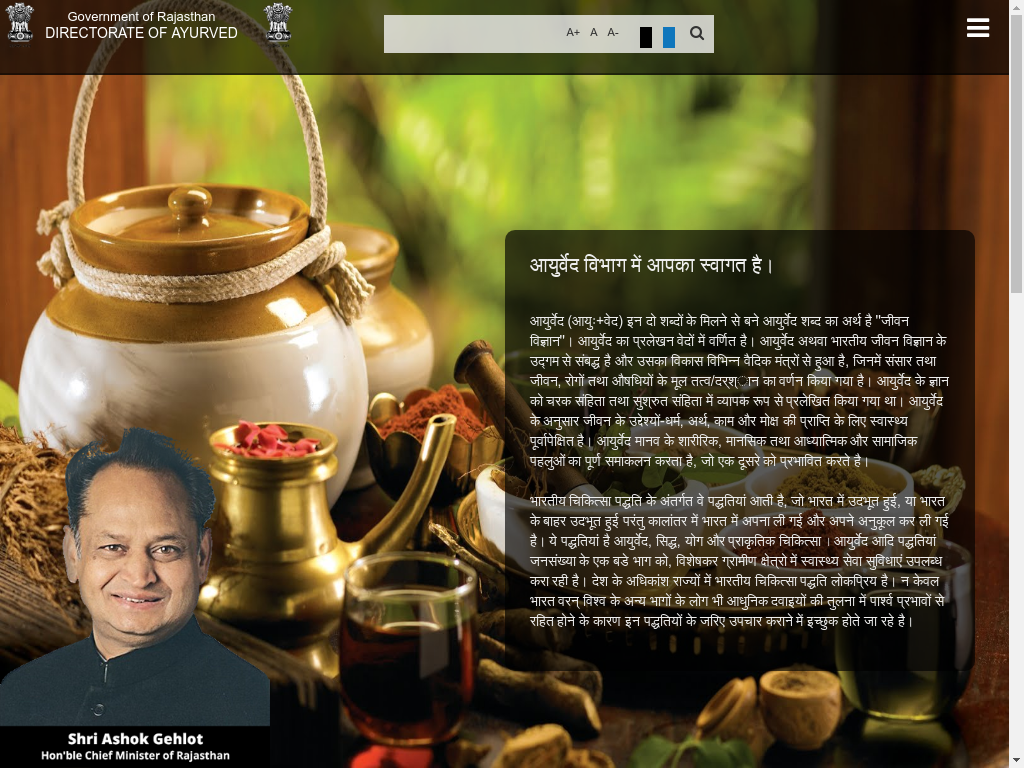 Government of Rajasthan
DIRECTORATE OF AYURVED
A+ A A-
आयुर्वेद विभाग में आपका स्वागत है।
आयुर्वेद (आयु:+वेद) इन दो शब्दों के मिलने से बने आयुर्वेद शब्द का अर्थ है "जीवन
विज्ञान"। आयुर्वेद का प्रलेखन वेदों में वर्णित है। आयुर्वेद अथवा भारतीय जीवन विज्ञान के
उद्गम से संबद्ध है और उसका विकास विभिन्न वैदिक मंत्रों से हुआ है, जिनमें संसार तथा
जीवन, रोगों तथा औषधियों के मूल तत्व/दरश्ान का वर्णन किया गया है। आयुर्वेद के ज्ञान
को चरक संहिता तथा सुश्रुत संहिता में व्यापक रूप से प्रलेखित किया गया था। आयुर्वेद
के अनुसार जीवन के उद्देश्यों-धर्म, अर्थ, काम और मोक्ष की प्राप्ति के लिए स्वास्थ्य
पूर्वापेक्षित है। आयुर्वेद मानव के शारीरिक, मानसिक तथा आध्यात्मिक और सामाजिक
पहलुओं का पूर्ण समाकलन करता है, जो एक दूसरे को प्रभावित करते है।
भारतीय चिकित्सा पद्धति के अंतर्गत वे पद्धतियां आती है, जो भारत में उदभूत हुई, या भारत
के बाहर उदभूत हुई परंतु कालांतर में भारत में अपना ली गई और अपने अनुकूल कर ली गई
है। ये पद्धतियां है आयुर्वेद, सिद्ध, योग और प्राकृतिक चिकित्सा । आयुर्वेद आदि पद्धतियां
जनसंख्या के एक बडे भाग को, विशेषकर ग्रामीण क्षेत्रो में स्वास्थ्य सेवा सुविधाएं उपलब्ध
करा रही है। देश के अधिकांश राज्यों में भारतीय चिकित्सा पद्धति लोकप्रिय है। न केवल
भारत वरन् विश्व के अन्य भागों के लोग भी आधुनिक दवाइयों की तुलना में पार्श्व प्रभावों से
रहित होने के कारण इन पद्धतियों के जरिए उपचार कराने में इच्छुक होते जा रहे है।
Shri Ashok Gehlot
Hon'ble Chief Minister of Rajasthan